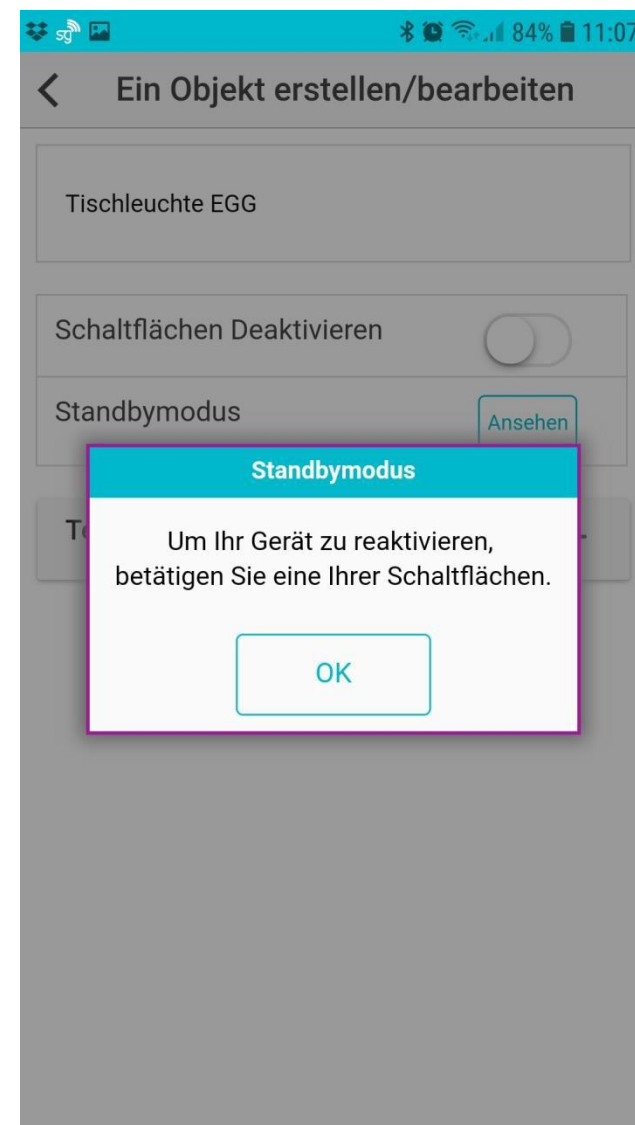 sg 84% 11:07
Ein Objekt erstellen/bearbeiten
Tischleuchte EGG
Schaltflächen Deaktivieren
Standbymodus
Ansehen
Standbymodus
Um Ihr Gerät zu reaktivieren,
betätigen Sie eine Ihrer Schaltflächen.
OK